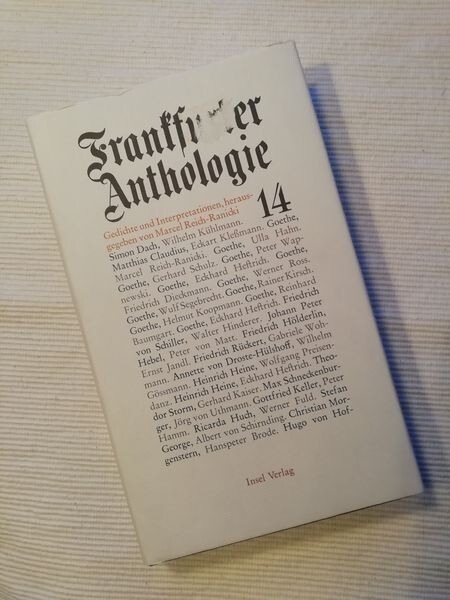 Frankfurter
Anthologie
14
Gedichte und Interpretationen, heraus-
gegeben von Marcel Reich-Ranicki
Simon Dach, Wilhelm Kühlmann.
Matthias Claudius, Eckart Kleßmann. Goethe,
Marcel Reich-Ranicki. Goethe, Ulla Hahn.
Goethe, Gerhard Schulz. Goethe, Peter Wap-
newski. Goethe, Eckhard Heftrich. Goethe,
Friedrich Dieckmann. Goethe, Werner Ross.
Goethe, Wulf Segebrecht. Goethe, Rainer Kirsch.
Goethe, Helmut Koopmann. Goethe, Reinhard
Baumgart. Goethe, Eckhard Heftrich. Friedrich
von Schiller, Walter Hinderer. Johann Peter
Hebel, Peter von Matt. Friedrich Hölderlin,
Ernst Jandl. Friedrich Rückert, Gabriele Woh-
mann. Annette von Droste-Hülshoff, Wilhelm
Gössmann. Heinrich Heine, Wolfgang Preisen-
danz. Heinrich Heine, Eckhard Heftrich. Theo-
dor Storm, Gerhard Kaiser. Max Schneckenbur-
ger, Jörg von Uthmann. Gottfried Keller, Peter
Hamm. Ricarda Huch, Werner Fuld. Stefan
George, Albert von Schirnding. Christian Mor-
genstern, Hanspeter Brode. Hugo von Hof-
Insel Verlag